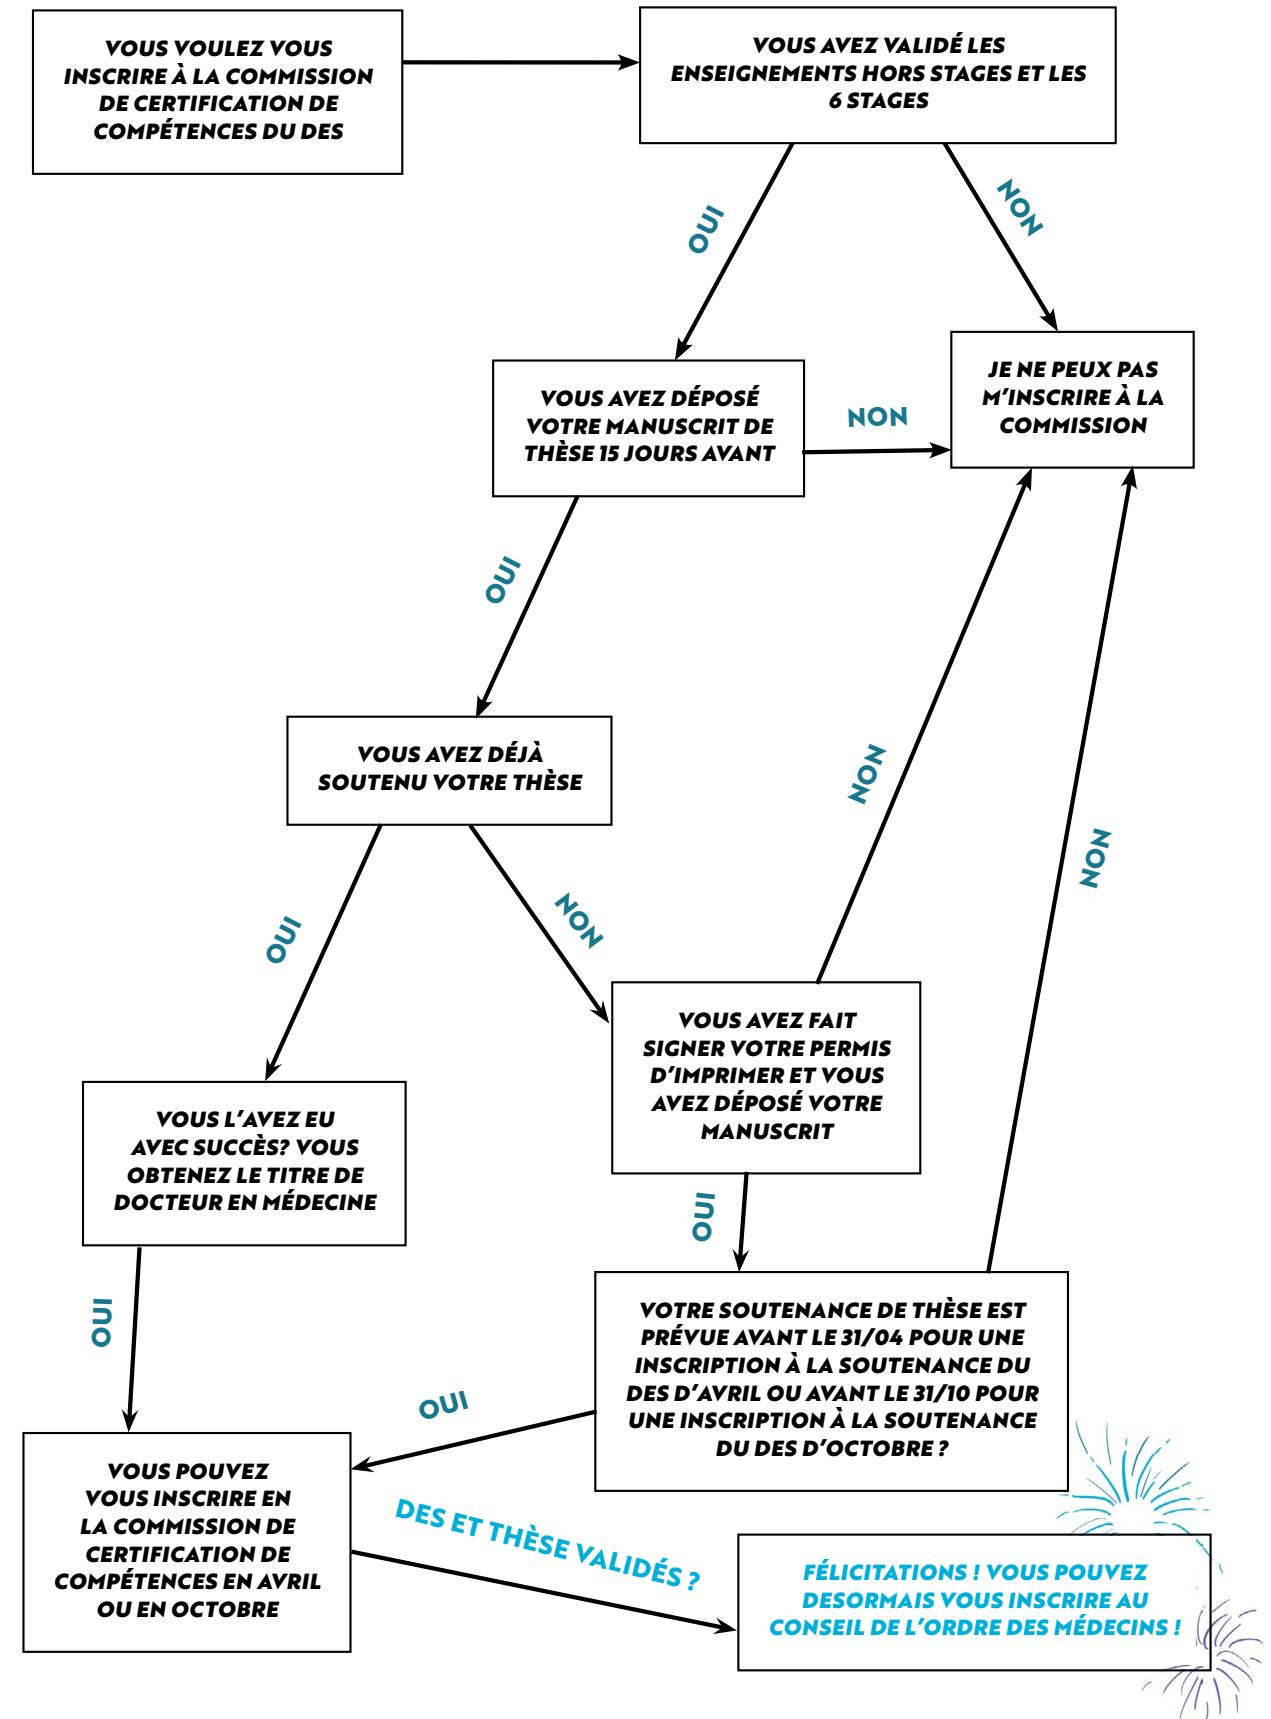 VOUS VOULEZ VOUS
INSCRIRE À LA COMMISSION
DE CERTIFICATION DE
COMPÉTENCES DU DES
VOUS AVEZ VALIDÉ LES
ENSEIGNEMENTS HORS STAGES ET LES
6 STAGES
OUI
NON
VOUS AVEZ DÉPOSÉ
VOTRE MANUSCRIT DE
THÈSE 15 JOURS AVANT
NON
JE NE PEUX PAS
M'INSCRIRE À LA
COMMISSION
OUI
VOUS AVEZ DÉJÀ
SOUTENU VOTRE THÈSE
NON
NON
OUI
NON
VOUS AVEZ FAIT
SIGNER VOTRE PERMIS
D'IMPRIMER ET VOUS
AVEZ DÉPOSÉ VOTRE
MANUSCRIT
VOUS L'AVEZ EU
AVEC SUCCÈS? VOUS
OBTENEZ LE TITRE DE
DOCTEUR EN MÉDECINE
OUI
OUI
VOTRE SOUTENANCE DE THÈSE EST
PRÉVUE AVANT LE 31/04 POUR UNE
INSCRIPTION À LA SOUTENANCE DU
DES D'AVRIL OU AVANT LE 31/10 POUR
UNE INSCRIPTION À LA SOUTENANCE
DU DES D'OCTOBRE ?
OUI
VOUS POUVEZ
VOUS INSCRIRE EN
LA COMMISSION DE
CERTIFICATION DE
COMPÉTENCES EN AVRIL
OU EN OCTOBRE
DES ET THÈSE VALIDÉS ?
FÉLICITATIONS ! VOUS POUVEZ
DESORMAIS VOUS INSCRIRE AU
CONSEIL DE L'ORDRE DES MÉDECINS !